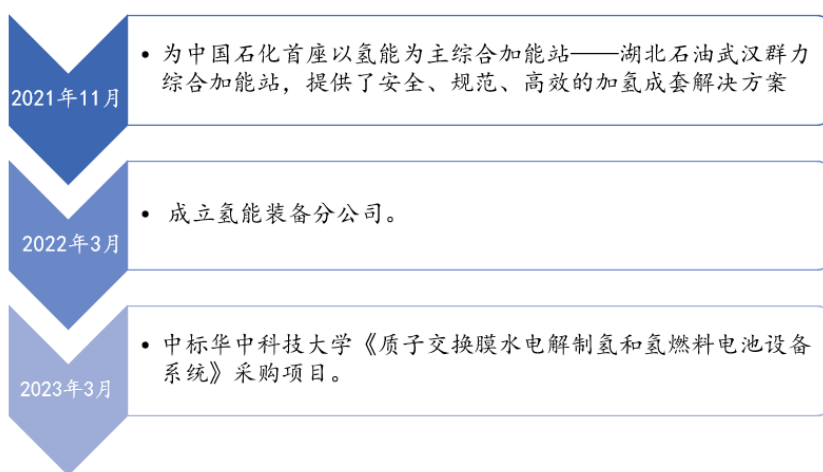 2021年11月
• 为中国石化首座以氢能为主综合加能站——湖北石油武汉群力
综合加能站，提供了安全、规范、高效的加氢成套解决方案
2022年3月
• 成立氢能装备分公司。
2023年3月
• 中标华中科技大学《质子交换膜水电解制氢和氢燃料电池设备
系统》采购项目。